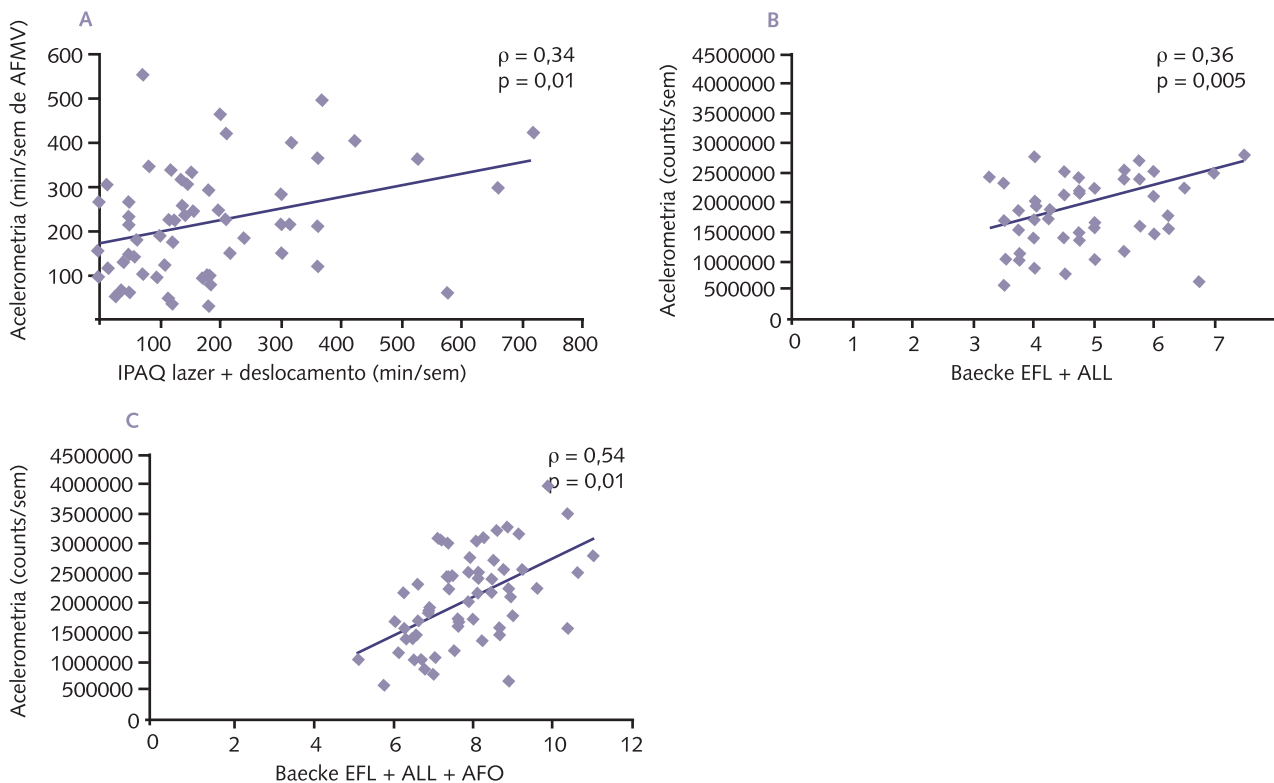 A
Acelerometria (min/sem de AFMV)
600
500
400
300
200
100
ρ = 0,34
p = 0,01
100 200 300 400 500 600 700 800
IPAQ lazer + deslocamento (min/sem)
B
Acelerometria (counts/sem)
4500000
4000000
3500000
3000000
2500000
2000000
1500000
1000000
500000
0
ρ = 0,36
p = 0,005
0 1 2 3 4 5 6 7
Baecke EFL + ALL
C
Acelerometria (counts/sem)
4500000
4000000
3500000
3000000
2500000
2000000
1500000
1000000
500000
0
ρ = 0,54
p = 0,01
0 2 4 6 8 10 12
Baecke EFL + ALL + AFO